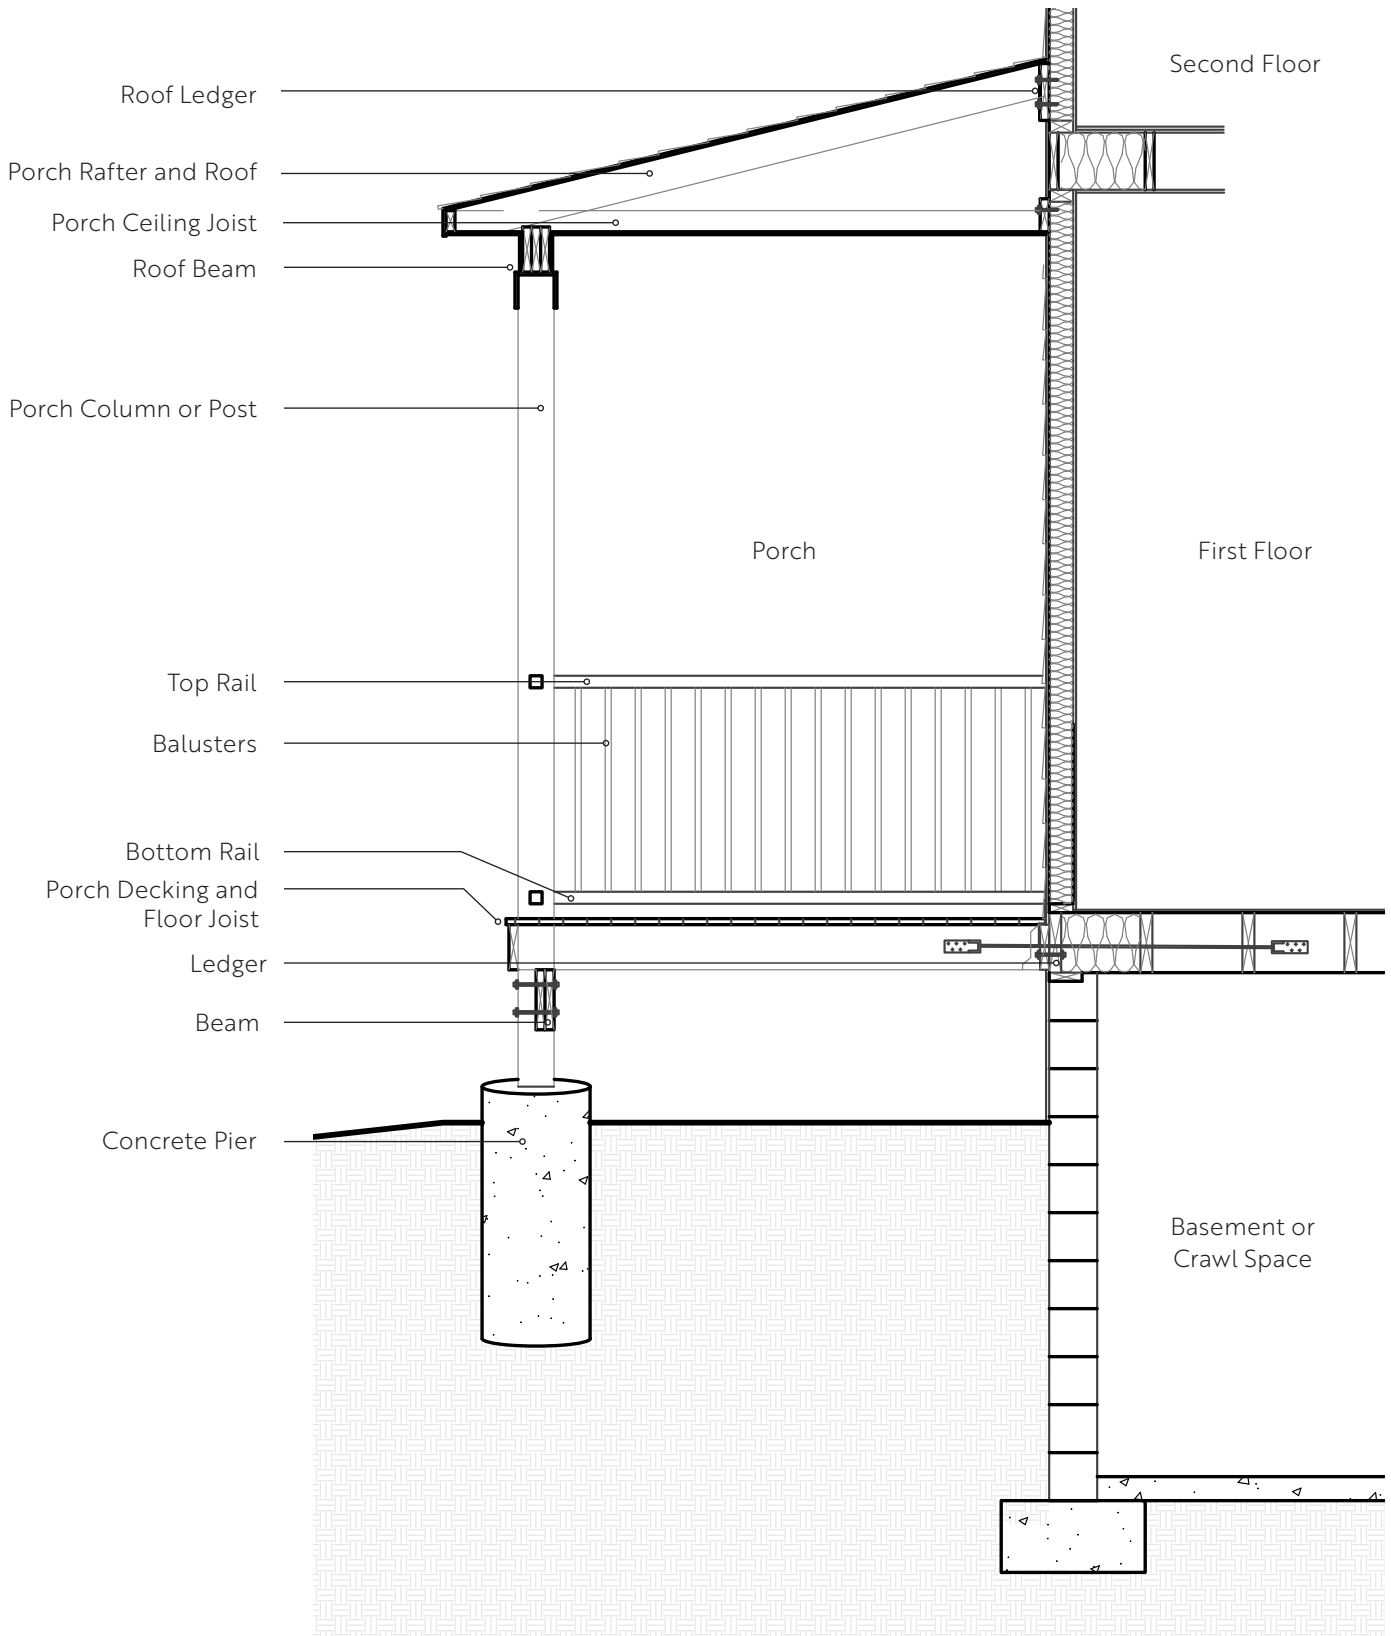 Second Floor
Roof Ledger
Porch Rafter and Roof
Porch Ceiling Joist
Roof Beam
Porch Column or Post
Porch
First Floor
Top Rail
Balusters
Bottom Rail
Porch Decking and
Floor Joist
Ledger
Beam
Concrete Pier
Basement or
Crawl Space